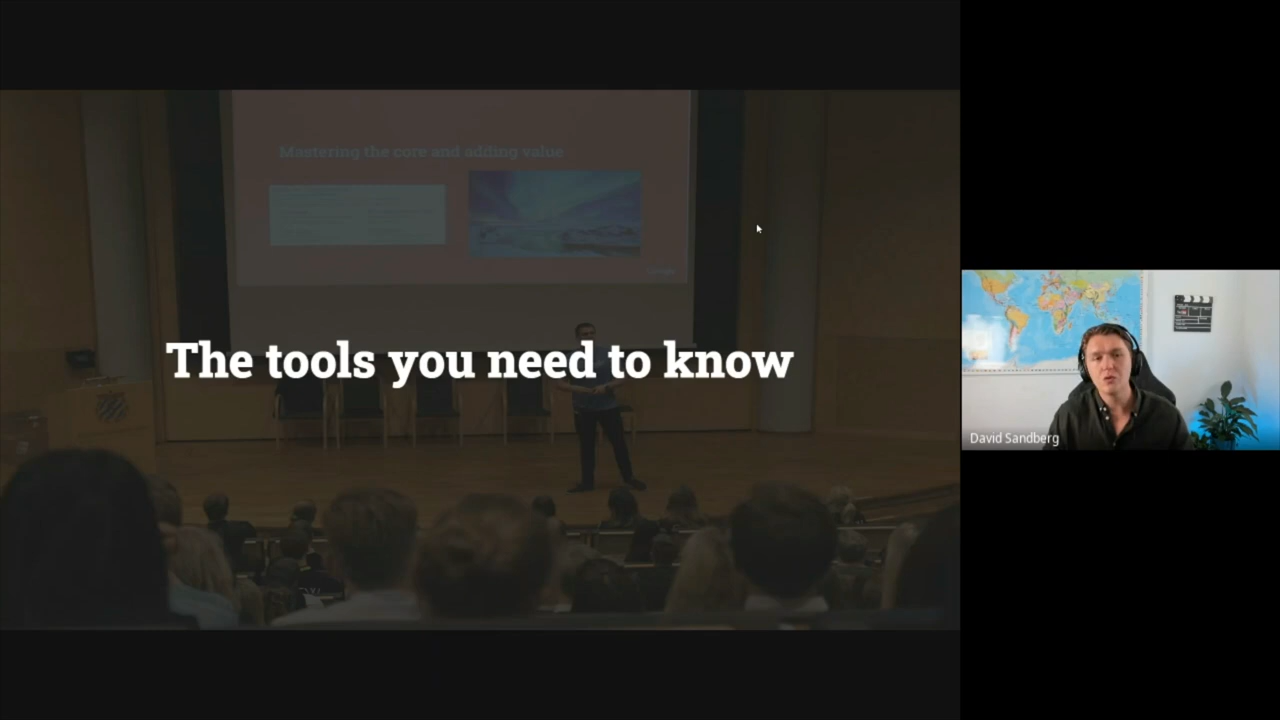 Mastering the core and adding value
The tools you need to know
David Sandberg